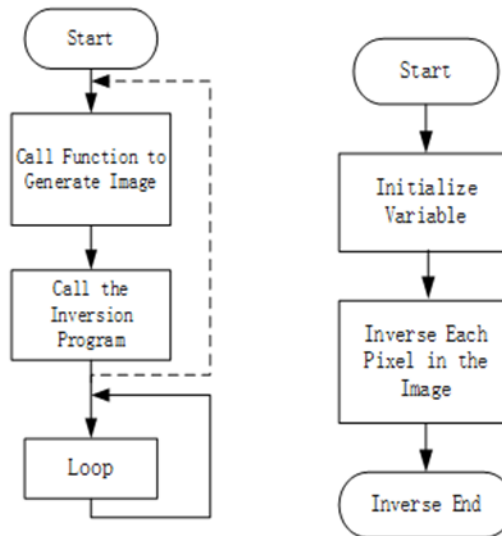 Start
Call Function to
Generate Image
Call the
Inversion
Program
Loop
Start
Initialize
Variable
Inverse Each
Pixel in the
Image
Inverse End